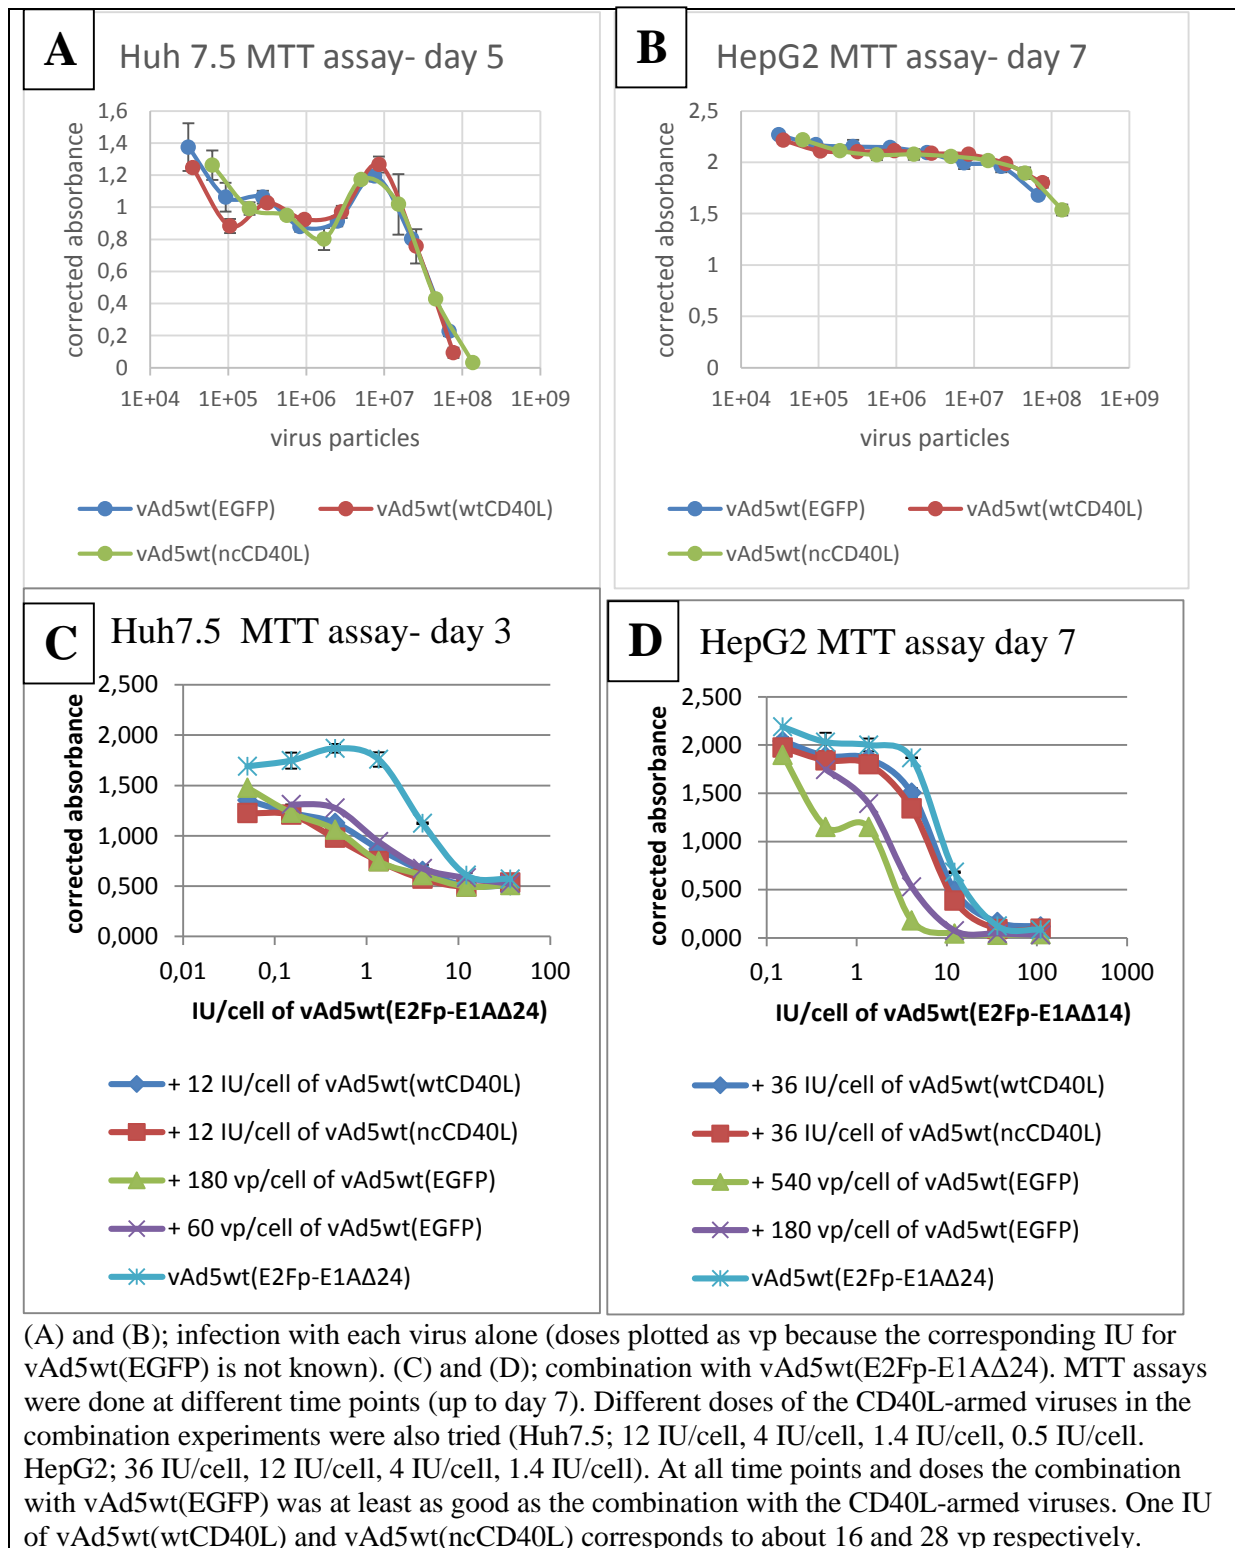 A
Huh 7.5 MTT assay- day 5
corrected absorbance
1,6
1,4
1,2
1
0,8
0,6
0,4
0,2
0
1E+04 1E+05 1E+06 1E+07 1E+08 1E+09
virus particles
vAd5wt(EGFP) vAd5wt(wtCD40L)
vAd5wt(ncCD40L)
B
HepG2 MTT assay- day 7
corrected absorbance
2,5
2
1,5
1
0,5
0
1E+04 1E+05 1E+06 1E+07 1E+08 1E+09
virus particles
vAd5wt(EGFP) vAd5wt(wtCD40L)
vAd5wt(ncCD40L)
C
Huh7.5 MTT assay- day 3
corrected absorbance
2,500
2,000
1,500
1,000
0,500
0,000
0,01 0,1 1 10 100
IU/cell of vAd5wt(E2Fp-E1AΔ24)
+ 12 IU/cell of vAd5wt(wtCD40L)
+ 12 IU/cell of vAd5wt(ncCD40L)
+ 180 vp/cell of vAd5wt(EGFP)
+ 60 vp/cell of vAd5wt(EGFP)
vAd5wt(E2Fp-E1AΔ24)
D
HepG2 MTT assay day 7
corrected absorbance
2,500
2,000
1,500
1,000
0,500
0,000
0,1 1 10 100 1000
IU/cell of vAd5wt(E2Fp-E1AΔ14)
+ 36 IU/cell of vAd5wt(wtCD40L)
+ 36 IU/cell of vAd5wt(ncCD40L)
+ 540 vp/cell of vAd5wt(EGFP)
+ 180 vp/cell of vAd5wt(EGFP)
vAd5wt(E2Fp-E1AΔ24)
(A) and (B); infection with each virus alone (doses plotted as vp because the corresponding IU for
vAd5wt(EGFP) is not known). (C) and (D); combination with vAd5wt(E2Fp-E1AΔ24). MTT assays
were done at different time points (up to day 7). Different doses of the CD40L-armed viruses in the
combination experiments were also tried (Huh7.5; 12 IU/cell, 4 IU/cell, 1.4 IU/cell, 0.5 IU/cell.
HepG2; 36 IU/cell, 12 IU/cell, 4 IU/cell, 1.4 IU/cell). At all time points and doses the combination
with vAd5wt(EGFP) was at least as good as the combination with the CD40L-armed viruses. One IU
of vAd5wt(wtCD40L) and vAd5wt(ncCD40L) corresponds to about 16 and 28 vp respectively.